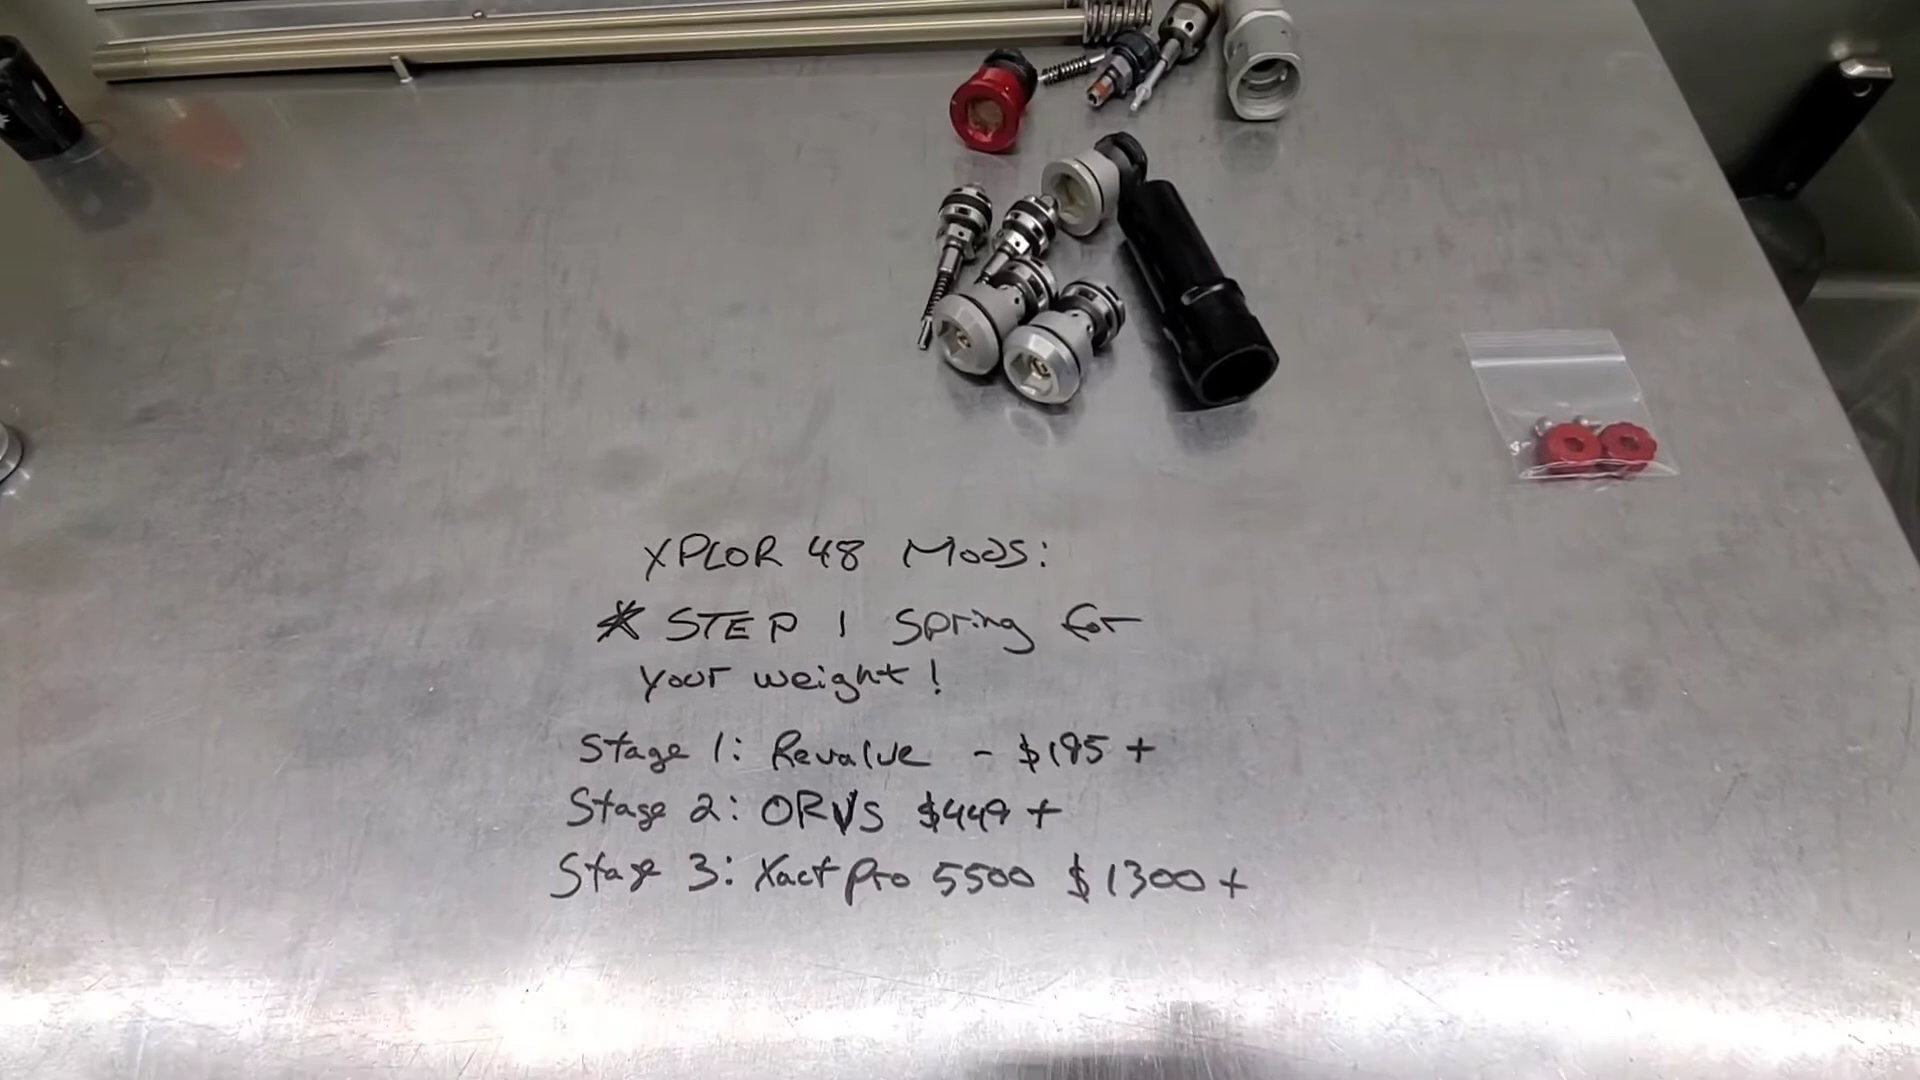 XPLOR 48 Mods:
* STEP 1 Spring for
your weight!
Stage 1: Revalve - $195+
Stage 2: ORVS $449+
Stage 3: Xact Pro 5500 $1300+